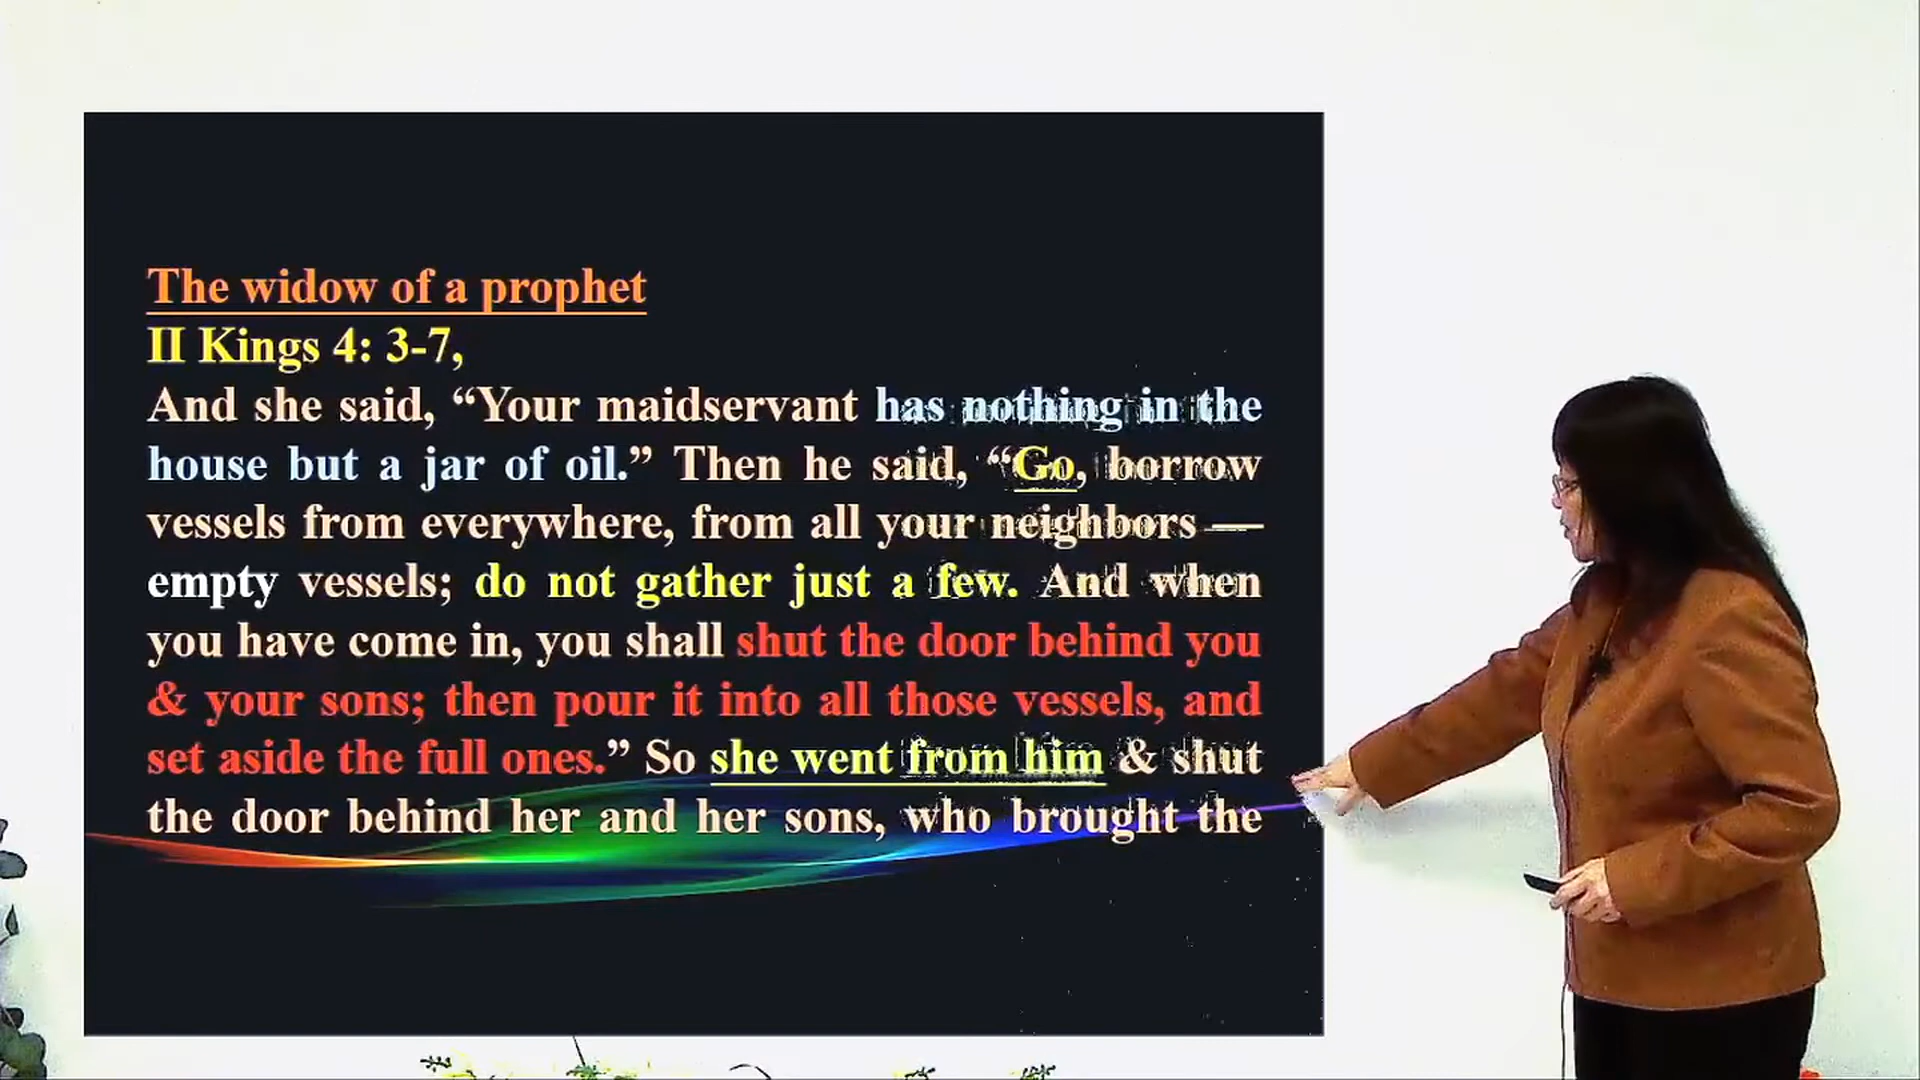 The widow of a prophet
II Kings 4: 3-7,
And she said, “Your maidservant has nothing in the
house but a jar of oil.” Then he said, “Go, borrow
vessels from everywhere, from all your neighbors —
empty vessels; do not gather just a few. And when
you have come in, you shall shut the door behind you
& your sons; then pour it into all those vessels, and
set aside the full ones.” So she went from him & shut
the door behind her and her sons, who brought the